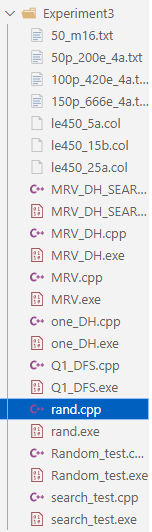 Experiment3
50_m16.txt
50p_200e_4a.txt
100p_420e_4a.t...
150p_666e_4a.t...
le450_5a.col
le450_15b.col
le450_25a.col
MRV_DH_SEAR...
MRV_DH_SEAR...
MRV_DH.cpp
MRV_DH.exe
MRV.cpp
MRV.exe
one_DH.cpp
one_DH.exe
Q1_DFS.cpp
Q1_DFS.exe
rand.cpp
rand.exe
Random_test.c...
Random_test.exe
search_test.cpp
search_test.exe